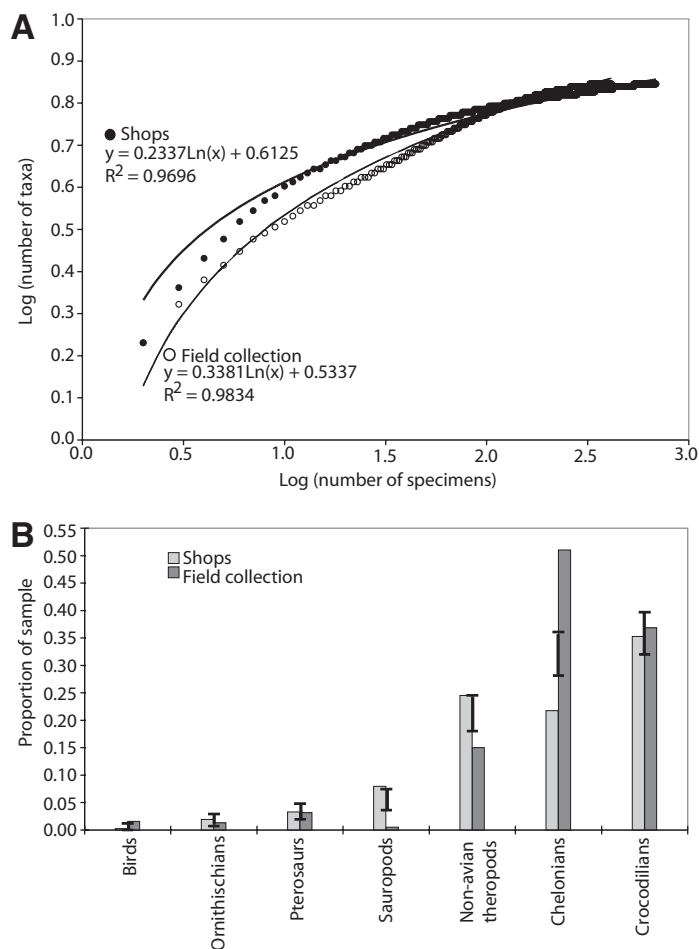 A
1.0
0.9
0.8
0.7
0.6
0.5
0.4
0.3
0.2
0.1
0.0
Log (number of taxa)
Shops
y = 0.2337Ln(x) + 0.6125
R2 = 0.9696
Field collection
y = 0.3381Ln(x) + 0.5337
R2 = 0.9834
0.0 0.5 1.0 1.5 2.0 2.5 3.0
Log (number of specimens)
B
0.55
0.50
0.45
0.40
0.35
0.30
0.25
0.20
0.15
0.10
0.05
0.00
Proportion of sample
Shops
Field collection
Birds
Ornithischians
Pterosaurs
Sauropods
Non-avian
theropods
Chelonians
Crocodilians